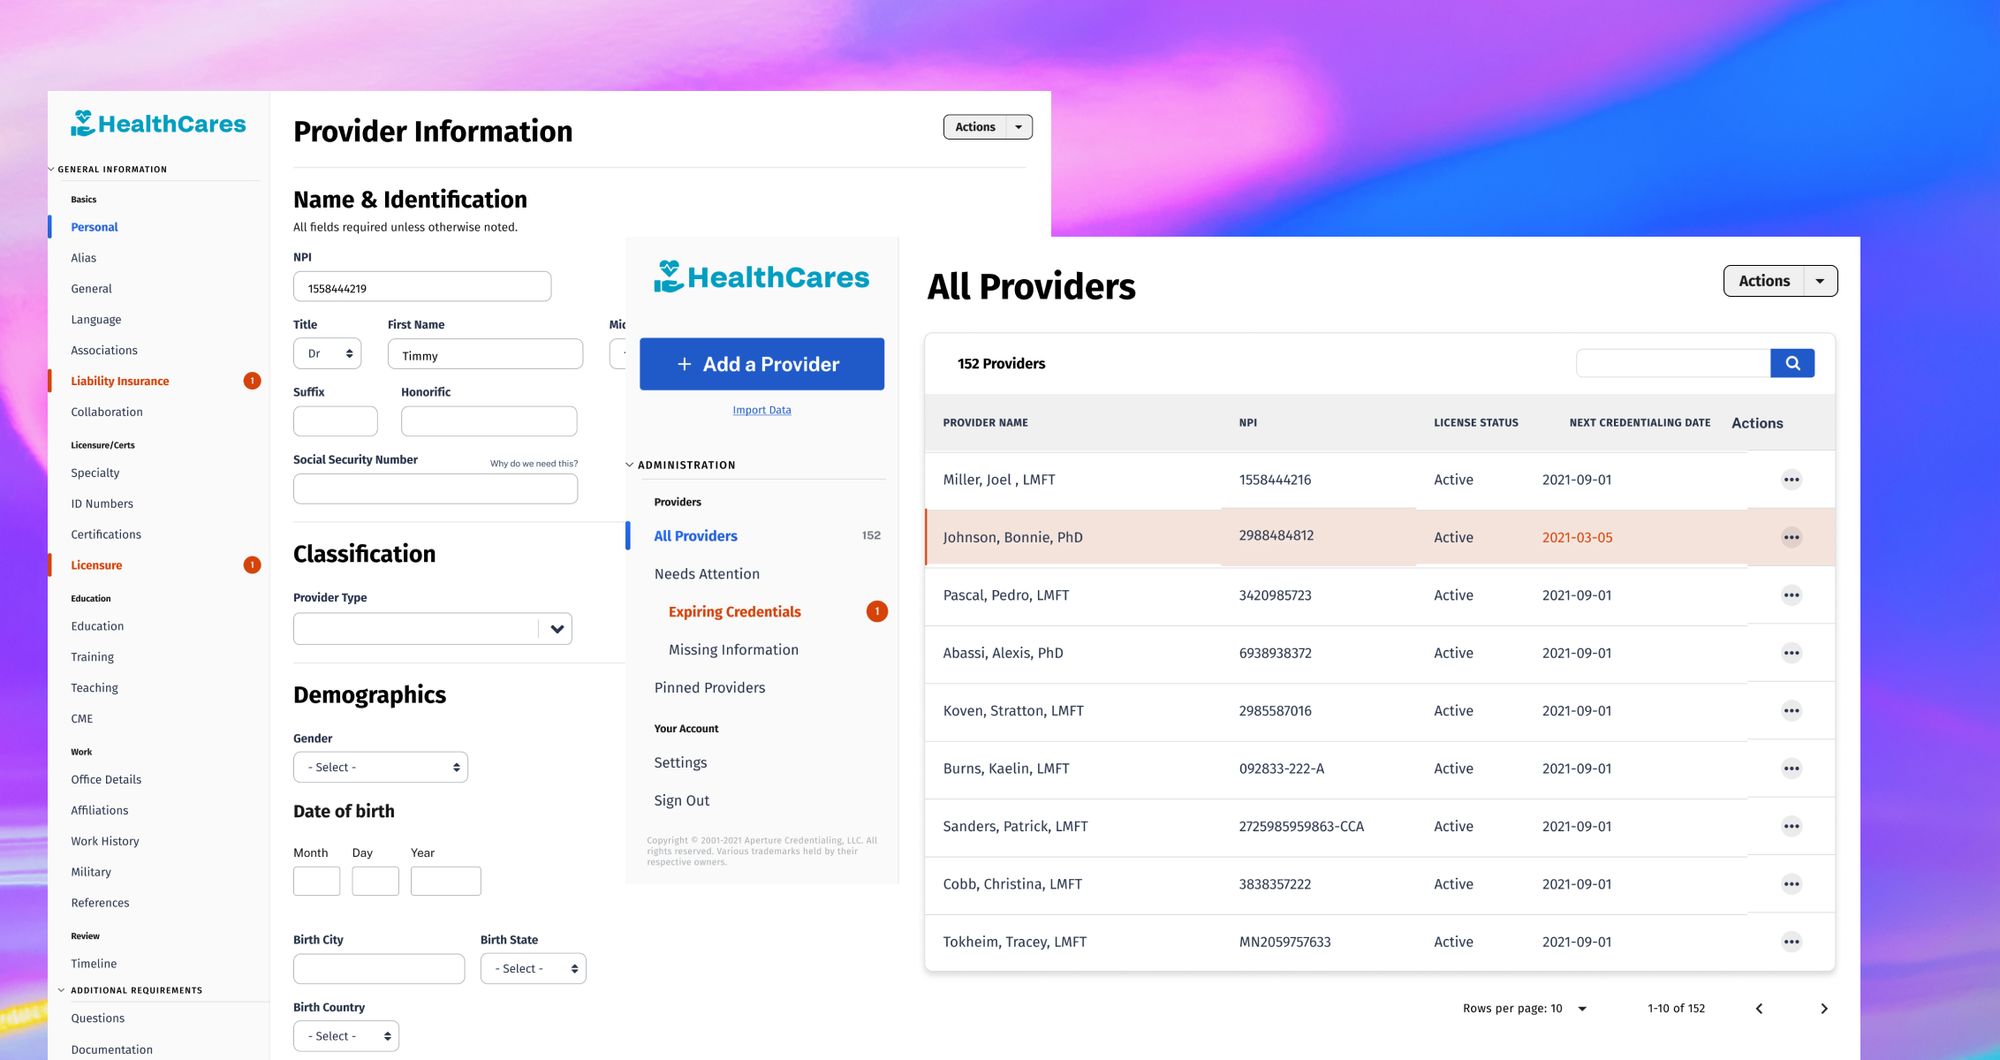 HealthCares
GENERAL INFORMATION
Basics
Personal
Alias
General
Language
Associations
Liability Insurance 1
Collaboration
Licensure/Certs
Specialty
ID Numbers
Certifications
Licensure 1
Education
Education
Training
Teaching
CME
Work
Office Details
Affiliations
Work History
Military
References
Review
Timeline
ADDITIONAL REQUIREMENTS
Questions
Documentation
Provider Information
Actions
Name & Identification
All fields required unless otherwise noted.
NPI
1558444219
Title First Name Mid
Dr Timmy
Suffix Honorific
Social Security Number Why do we need this?
Classification
Provider Type
Demographics
Gender
- Select -
Date of birth
Month Day Year
Birth City Birth State
- Select -
Birth Country
- Select -
HealthCares
+ Add a Provider
Import Data
ADMINISTRATION
Providers
All Providers 152
Needs Attention
Expiring Credentials 1
Missing Information
Pinned Providers
Your Account
Settings
Sign Out
Copyright © 2001-2021 Aperture Credentialing, LLC. All
rights reserved. Various trademarks held by their
respective owners.
All Providers
Actions
152 Providers
PROVIDER NAME NPI LICENSE STATUS NEXT CREDENTIALING DATE Actions
Miller, Joel , LMFT 1558444216 Active 2021-09-01
Johnson, Bonnie, PhD 2988484812 Active 2021-03-05
Pascal, Pedro, LMFT 3420985723 Active 2021-09-01
Abassi, Alexis, PhD 6938938372 Active 2021-09-01
Koven, Stratton, LMFT 2985587016 Active 2021-09-01
Burns, Kaelin, LMFT 092833-222-A Active 2021-09-01
Sanders, Patrick, LMFT 2725985959863-CCA Active 2021-09-01
Cobb, Christina, LMFT 3838357222 Active 2021-09-01
Tokheim, Tracey, LMFT MN2059757633 Active 2021-09-01
Rows per page: 10 1-10 of 152